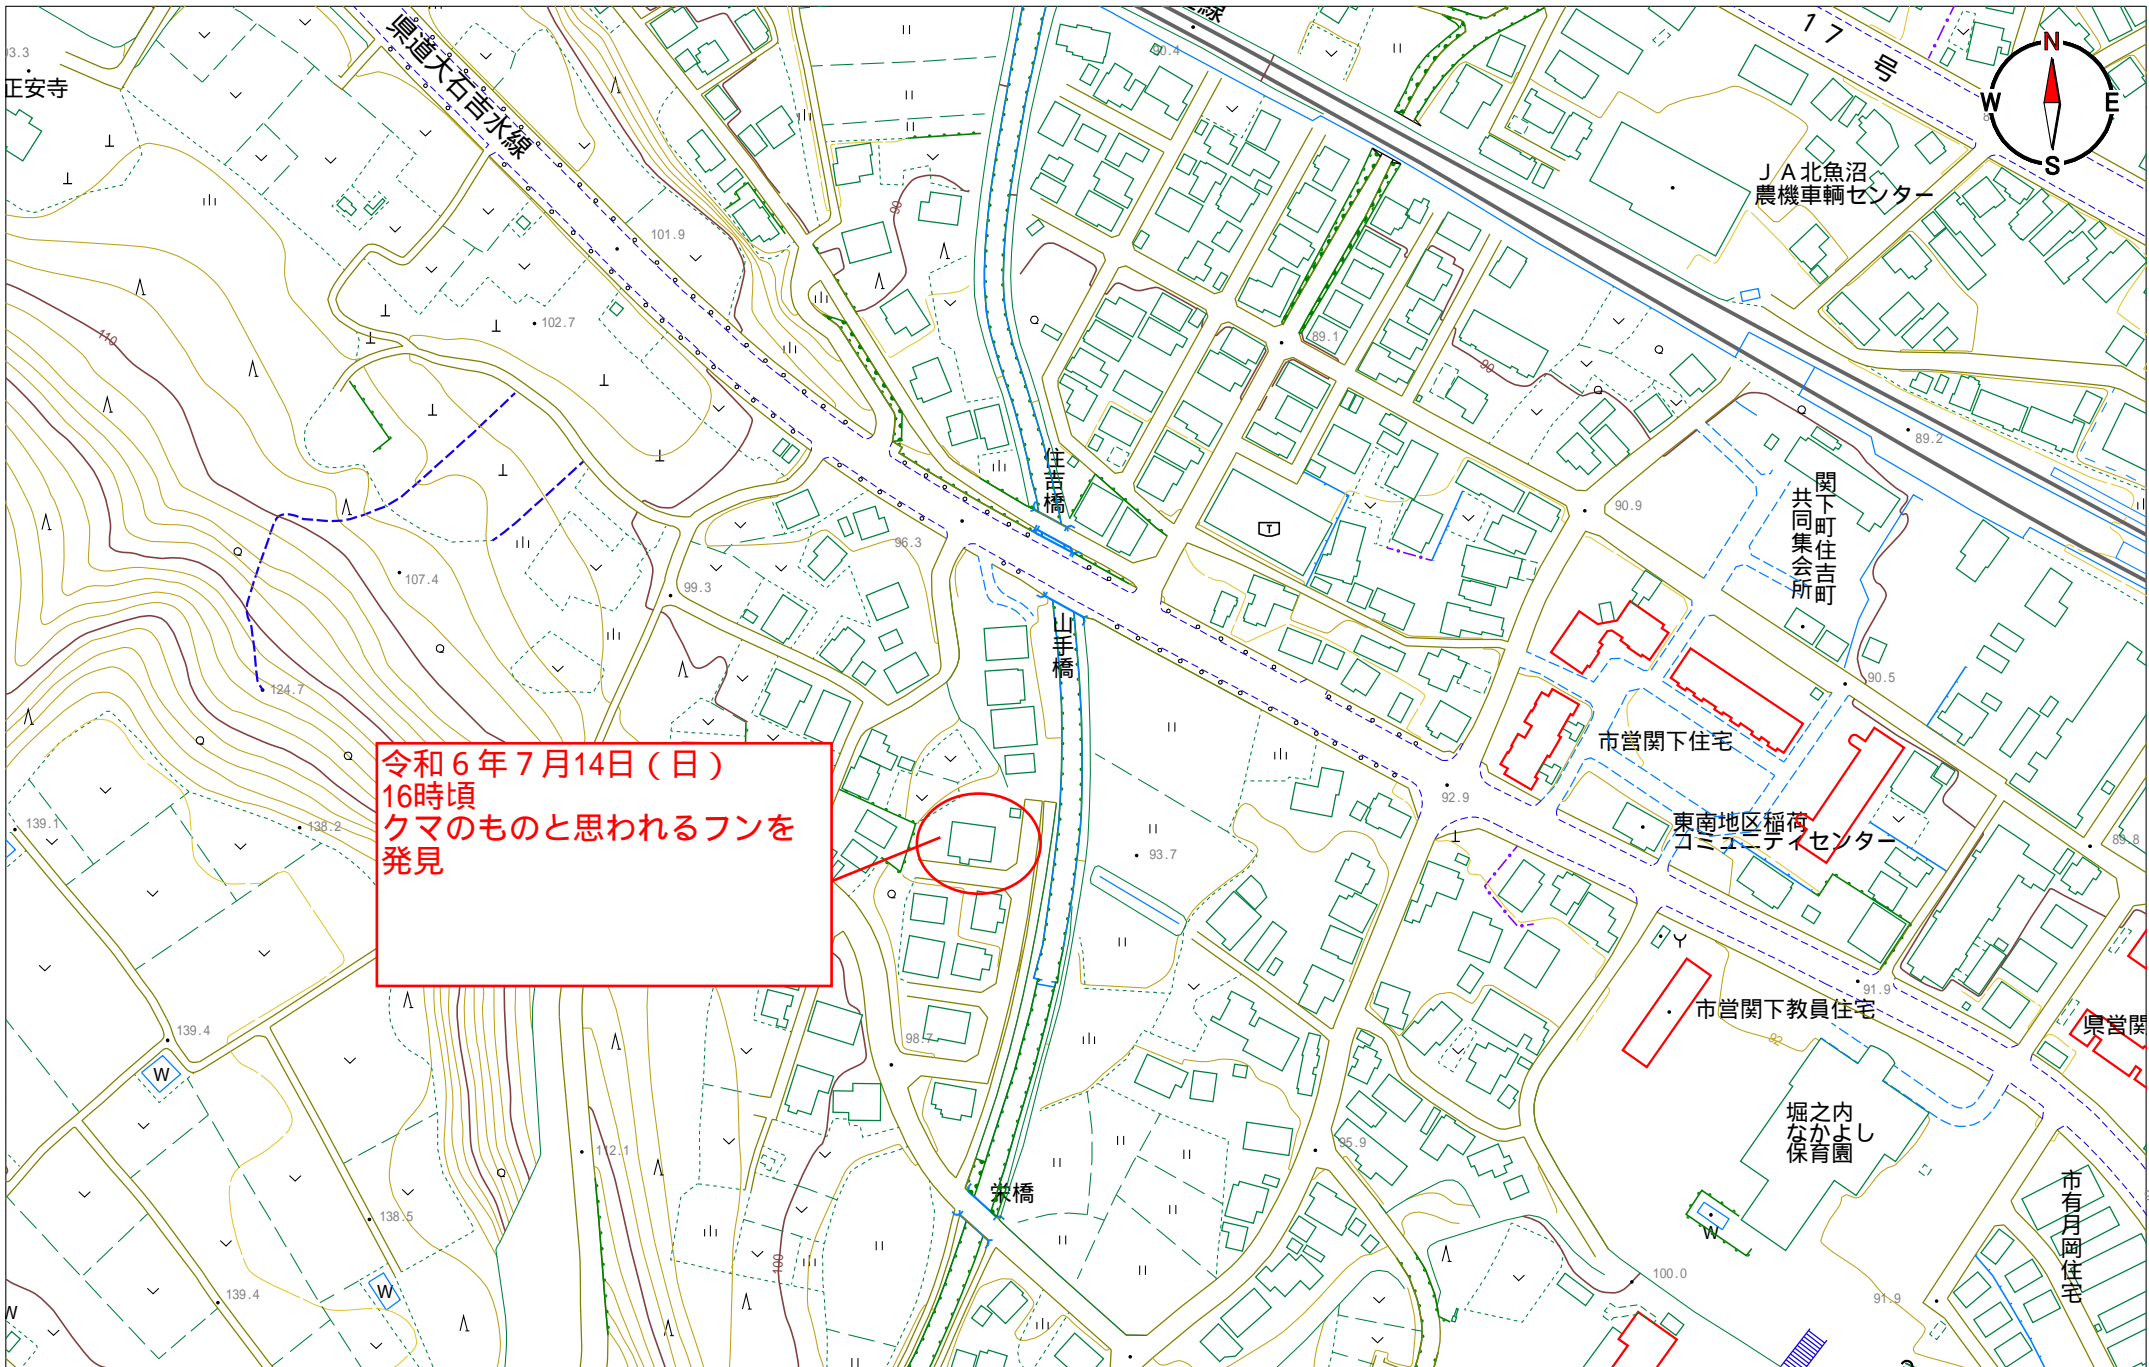 県道大石吉水線
線
17号
N
W
E
S
正安寺
93.3
90.4
JA北魚沼
農機車輌センター
101.9
90
102.7
110
89.1
90
89.2
住吉橋
関下町住吉町
共同集会所
90.9
96.3
107.4
99.3
山手橋
124.7
90.5
市営関下住宅
令和6年7月14日(日)
16時頃
クマのものと思われるフンを
発見
92.9
139.1
138.2
東南地区稲荷
コミュニティセンター
93.7
89.8
91.9
市営関下教員住宅
県営関
139.4
98.7
92
W
堀之内
なかよし
保育園
112.1
95.9
市有月岡住宅
栄橋
138.5
W
100
100.0
W
139.4
91.9
W